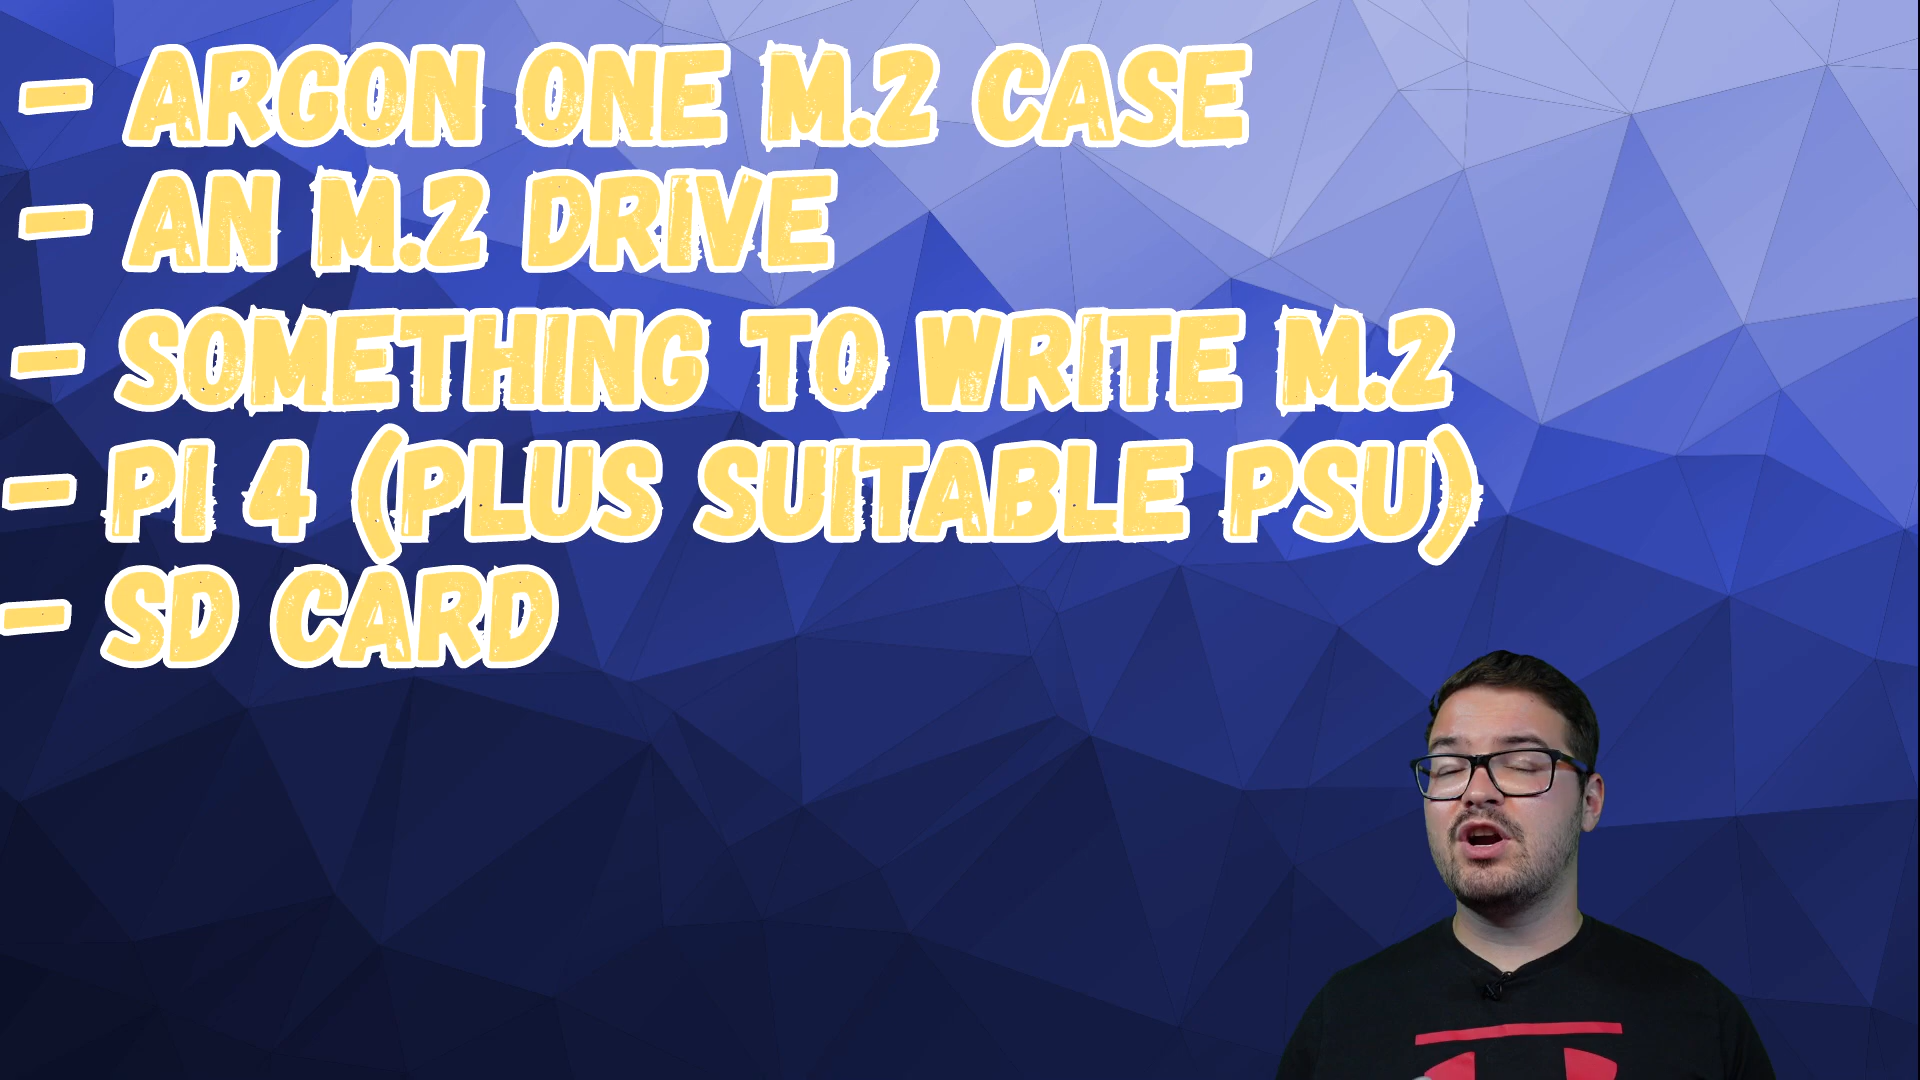 - ARGON ONE M.2 CASE
- AN M.2 DRIVE
- SOMETHING TO WRITE M.2
- PI 4 (PLUS SUITABLE PSU)
- SD CARD